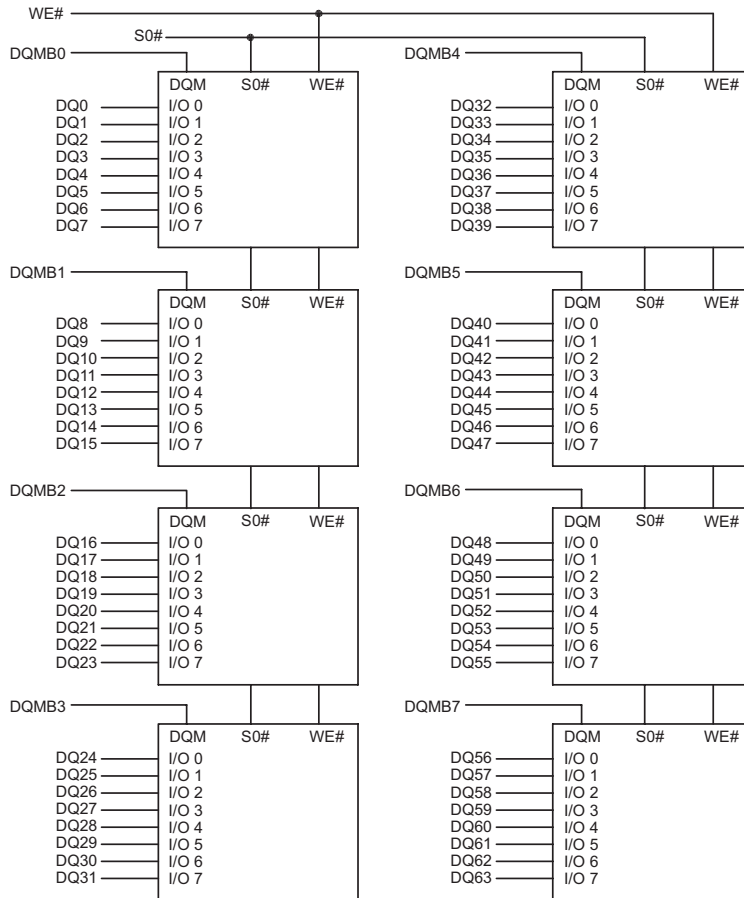 WE#
S0#
DQMB0
DQM S0# WE#
DQ0 I/O 0
DQ1 I/O 1
DQ2 I/O 2
DQ3 I/O 3
DQ4 I/O 4
DQ5 I/O 5
DQ6 I/O 6
DQ7 I/O 7
DQMB1
DQM S0# WE#
DQ8 I/O 0
DQ9 I/O 1
DQ10 I/O 2
DQ11 I/O 3
DQ12 I/O 4
DQ13 I/O 5
DQ14 I/O 6
DQ15 I/O 7
DQMB2
DQM S0# WE#
DQ16 I/O 0
DQ17 I/O 1
DQ18 I/O 2
DQ19 I/O 3
DQ20 I/O 4
DQ21 I/O 5
DQ22 I/O 6
DQ23 I/O 7
DQMB3
DQM S0# WE#
DQ24 I/O 0
DQ25 I/O 1
DQ26 I/O 2
DQ27 I/O 3
DQ28 I/O 4
DQ29 I/O 5
DQ30 I/O 6
DQ31 I/O 7
DQMB4
DQM S0# WE#
DQ32 I/O 0
DQ33 I/O 1
DQ34 I/O 2
DQ35 I/O 3
DQ36 I/O 4
DQ37 I/O 5
DQ38 I/O 6
DQ39 I/O 7
DQMB5
DQM S0# WE#
DQ40 I/O 0
DQ41 I/O 1
DQ42 I/O 2
DQ43 I/O 3
DQ44 I/O 4
DQ45 I/O 5
DQ46 I/O 6
DQ47 I/O 7
DQMB6
DQM S0# WE#
DQ48 I/O 0
DQ49 I/O 1
DQ50 I/O 2
DQ51 I/O 3
DQ52 I/O 4
DQ53 I/O 5
DQ54 I/O 6
DQ55 I/O 7
DQMB7
DQM S0# WE#
DQ56 I/O 0
DQ57 I/O 1
DQ58 I/O 2
DQ59 I/O 3
DQ60 I/O 4
DQ61 I/O 5
DQ62 I/O 6
DQ63 I/O 7